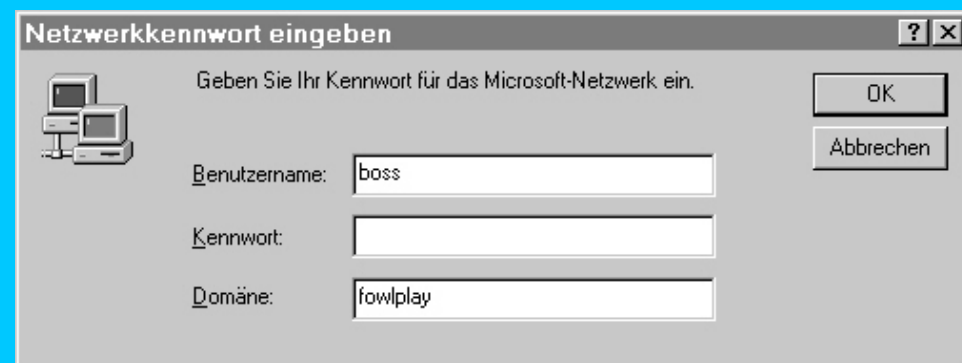 Netzwerkkennwort eingeben
Geben Sie Ihr Kennwort für das Microsoft-Netzwerk ein.
OK
Abbrechen
Benutzername: boss
Kennwort:
Domäne: fowlplay